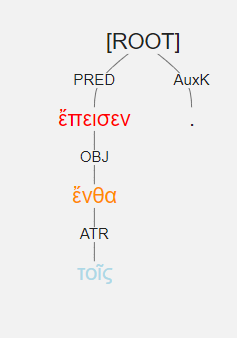 [ROOT]
PRED AuxK
ἔπεισεν .
OBJ
ἔνθα
ATR
τοῖς